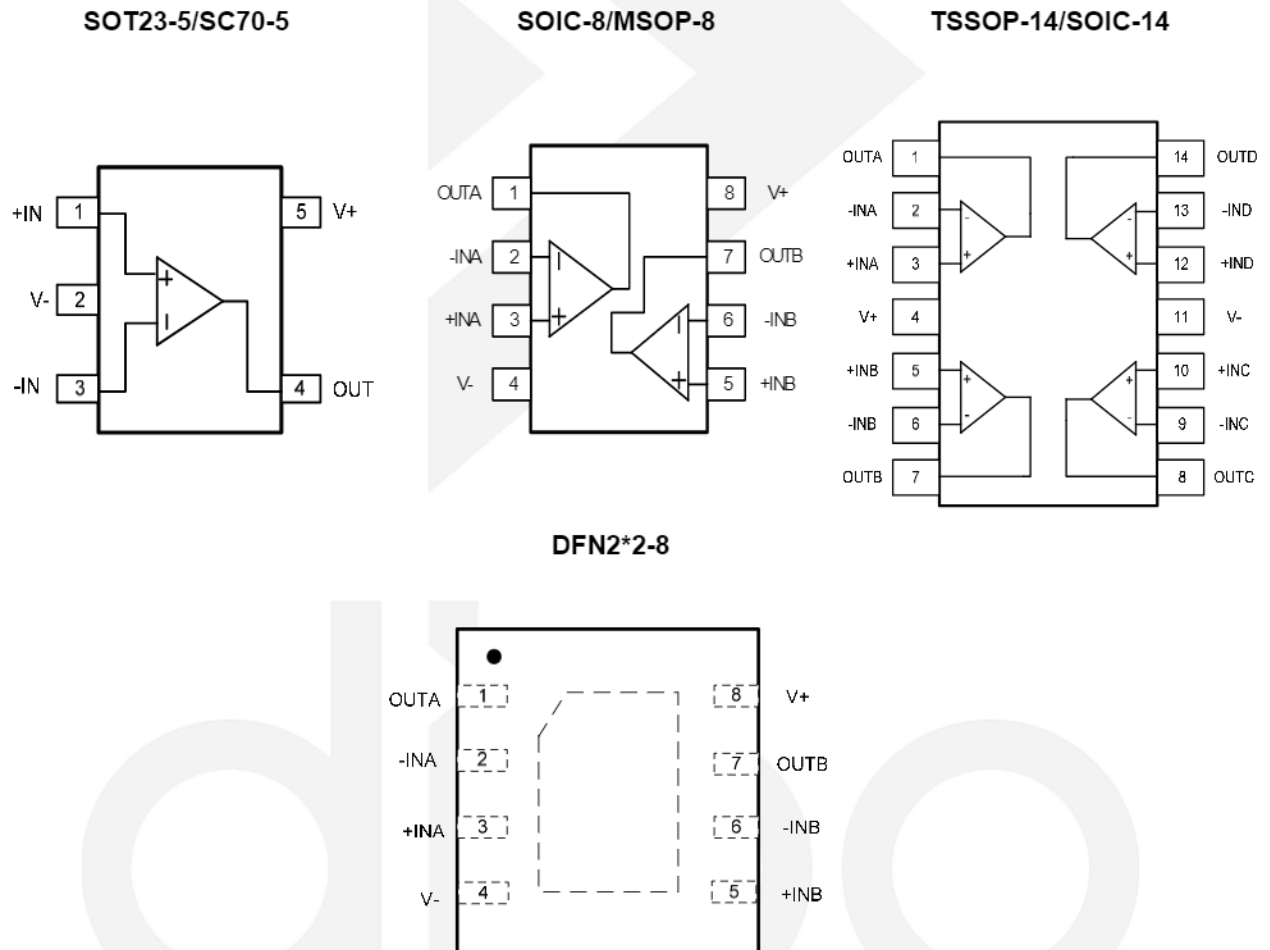 SOT23-5/SC70-5
SOIC-8/MSOP-8
TSSOP-14/SOIC-14
+IN 1
V- 2
-IN 3
5 V+
4 OUT
+
-
OUTA 1
-INA 2
+INA 3
V- 4
8 V+
7 OUTB
6 -INB
5 +INB
-
+
-
+
OUTA 1
-INA 2
+INA 3
V+ 4
+INB 5
-INB 6
OUTB 7
14 OUTD
13 -IND
12 +IND
11 V-
10 +INC
9 -INC
8 OUTC
-
+
-
+
+
-
+
-
DFN2*2-8
OUTA 1
-INA 2
+INA 3
V- 4
8 V+
7 OUTB
6 -INB
5 +INB